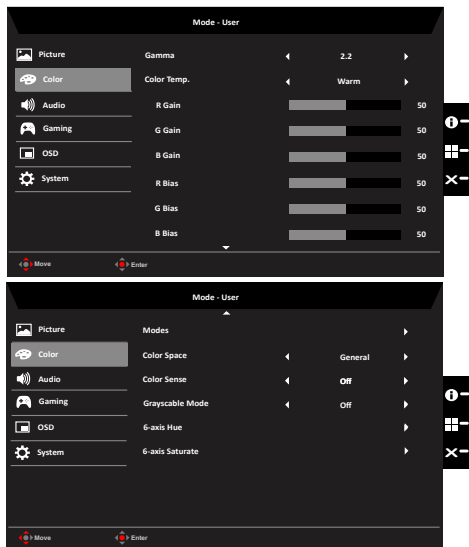 Mode - User
Picture
Gamma 2.2
Color
Color Temp. Warm
Audio
R Gain 50
Gaming
G Gain 50
OSD
B Gain 50
System
R Bias 50
G Bias 50
B Bias 50
Move Enter
Mode - User
Picture
Modes
Color
Color Space General
Audio
Color Sense Off
Gaming
Grayscable Mode Off
OSD
6-axis Hue
System
6-axis Saturate
Move Enter